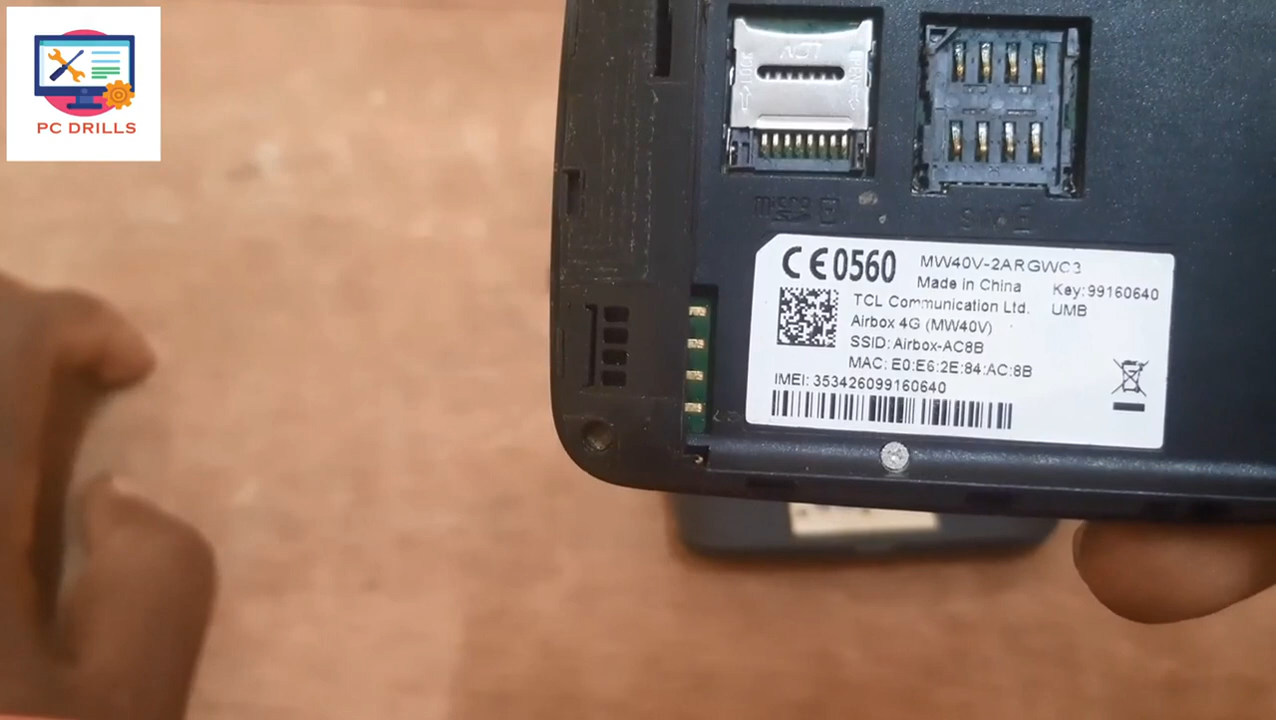 PC DRILLS
LOCK
micro
SIM
CE0560
MW40V-2ARGWC3
Made in China
Key:99160640
TCL Communication Ltd.
UMB
Airbox 4G (MW40V)
SSID: Airbox-AC8B
MAC: E0:E6:2E:84:AC:8B
IMEI: 353426099160640